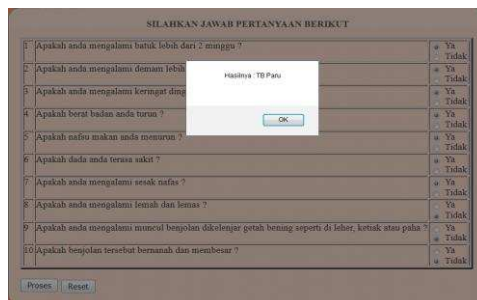 SILAHKAN JAWAB PERTANYAAN BERIKUT
1 Apakah anda mengalami batuk lebih dari 2 minggu ? Ya
Tidak
2 Apakah anda mengalami demam lebih Ya
Tidak
3 Apakah anda mengalami keringat ding Ya
Tidak
4 Apakah berat badan anda turun ? Ya
Tidak
5 Apakah nafsu makan anda menurun ? Ya
Tidak
6 Apakah dada anda terasa sakit ? Ya
Tidak
7 Apakah anda mengalami sesak nafas ? Ya
Tidak
8 Apakah anda mengalami lemah dan lemas ? Ya
Tidak
9 Apakah anda mengalami muncul benjolan dikelenjar getah bening seperti di leher, ketiak atau paha ? Ya
Tidak
10 Apakah benjolan tersebut bernanah dan membesar ? Ya
Tidak
Hasilnya : TB Paru
OK
Proses Reset